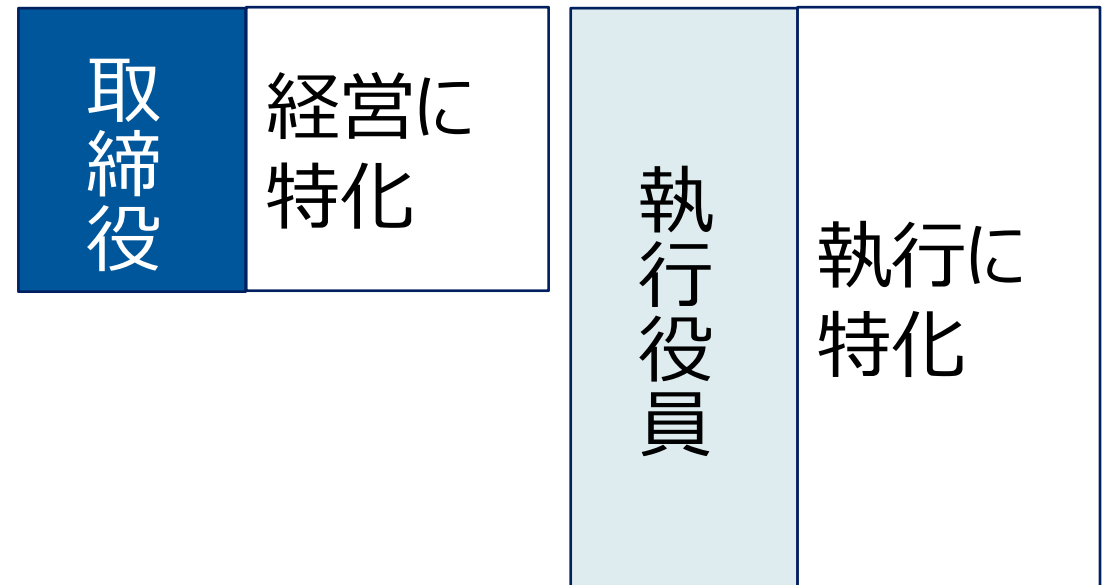 取締役
経営に
特化
執行役員
執行に
特化